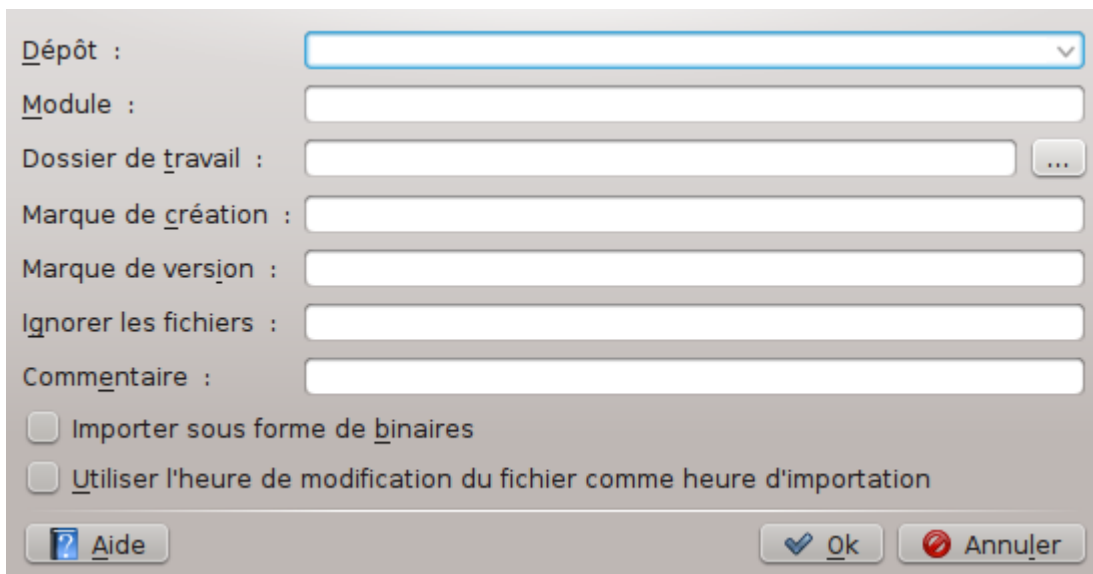 Dépôt :
Module :
Dossier de travail :
...
Marque de création :
Marque de version :
Ignorer les fichiers :
Commentaire :
Importer sous forme de binaires
Utiliser l'heure de modification du fichier comme heure d'importation
? Aide
Ok
Annuler